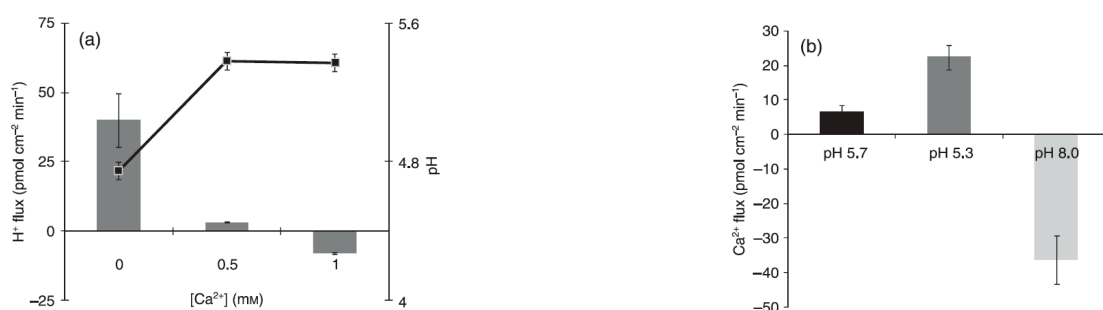 (a)
H⁺ flux (pmol cm⁻² min⁻¹)
75
50
25
0
−25
0
0.5
1
[Ca²⁺] (mM)
5.6
4.8
4
pH
(b)
Ca²⁺ flux (pmol cm⁻² min⁻¹)
30
20
10
0
−10
−20
−30
−40
−50
pH 5.7
pH 5.3
pH 8.0